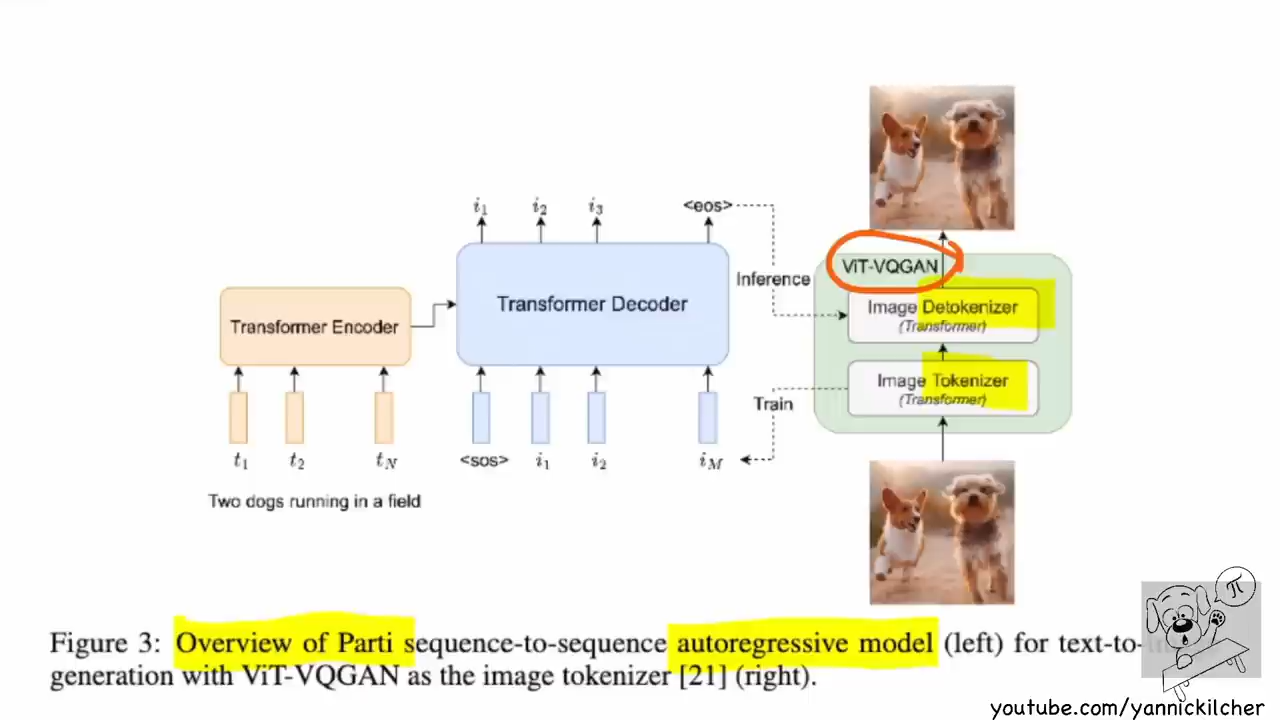 i1 i2 i3 <eos>
Inference
ViT-VQGAN
Image Detokenizer
(Transformer)
Transformer Encoder
Transformer Decoder
Image Tokenizer
(Transformer)
Train
t1 t2 tN
<sos> i1 i2 iM
Two dogs running in a field
π
Figure 3: Overview of Parti sequence-to-sequence autoregressive model (left) for text-to-
generation with ViT-VQGAN as the image tokenizer [21] (right).
youtube.com/yannickilcher